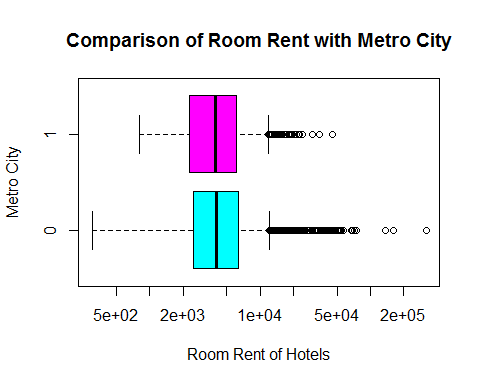 Comparison of Room Rent with Metro City
Metro City
1
0
5e+02 2e+03 1e+04 5e+04 2e+05
Room Rent of Hotels